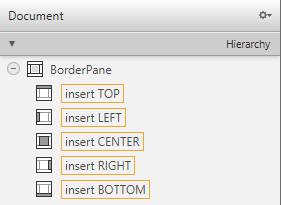 Document
Hierarchy
BorderPane
insert TOP
insert LEFT
insert CENTER
insert RIGHT
insert BOTTOM